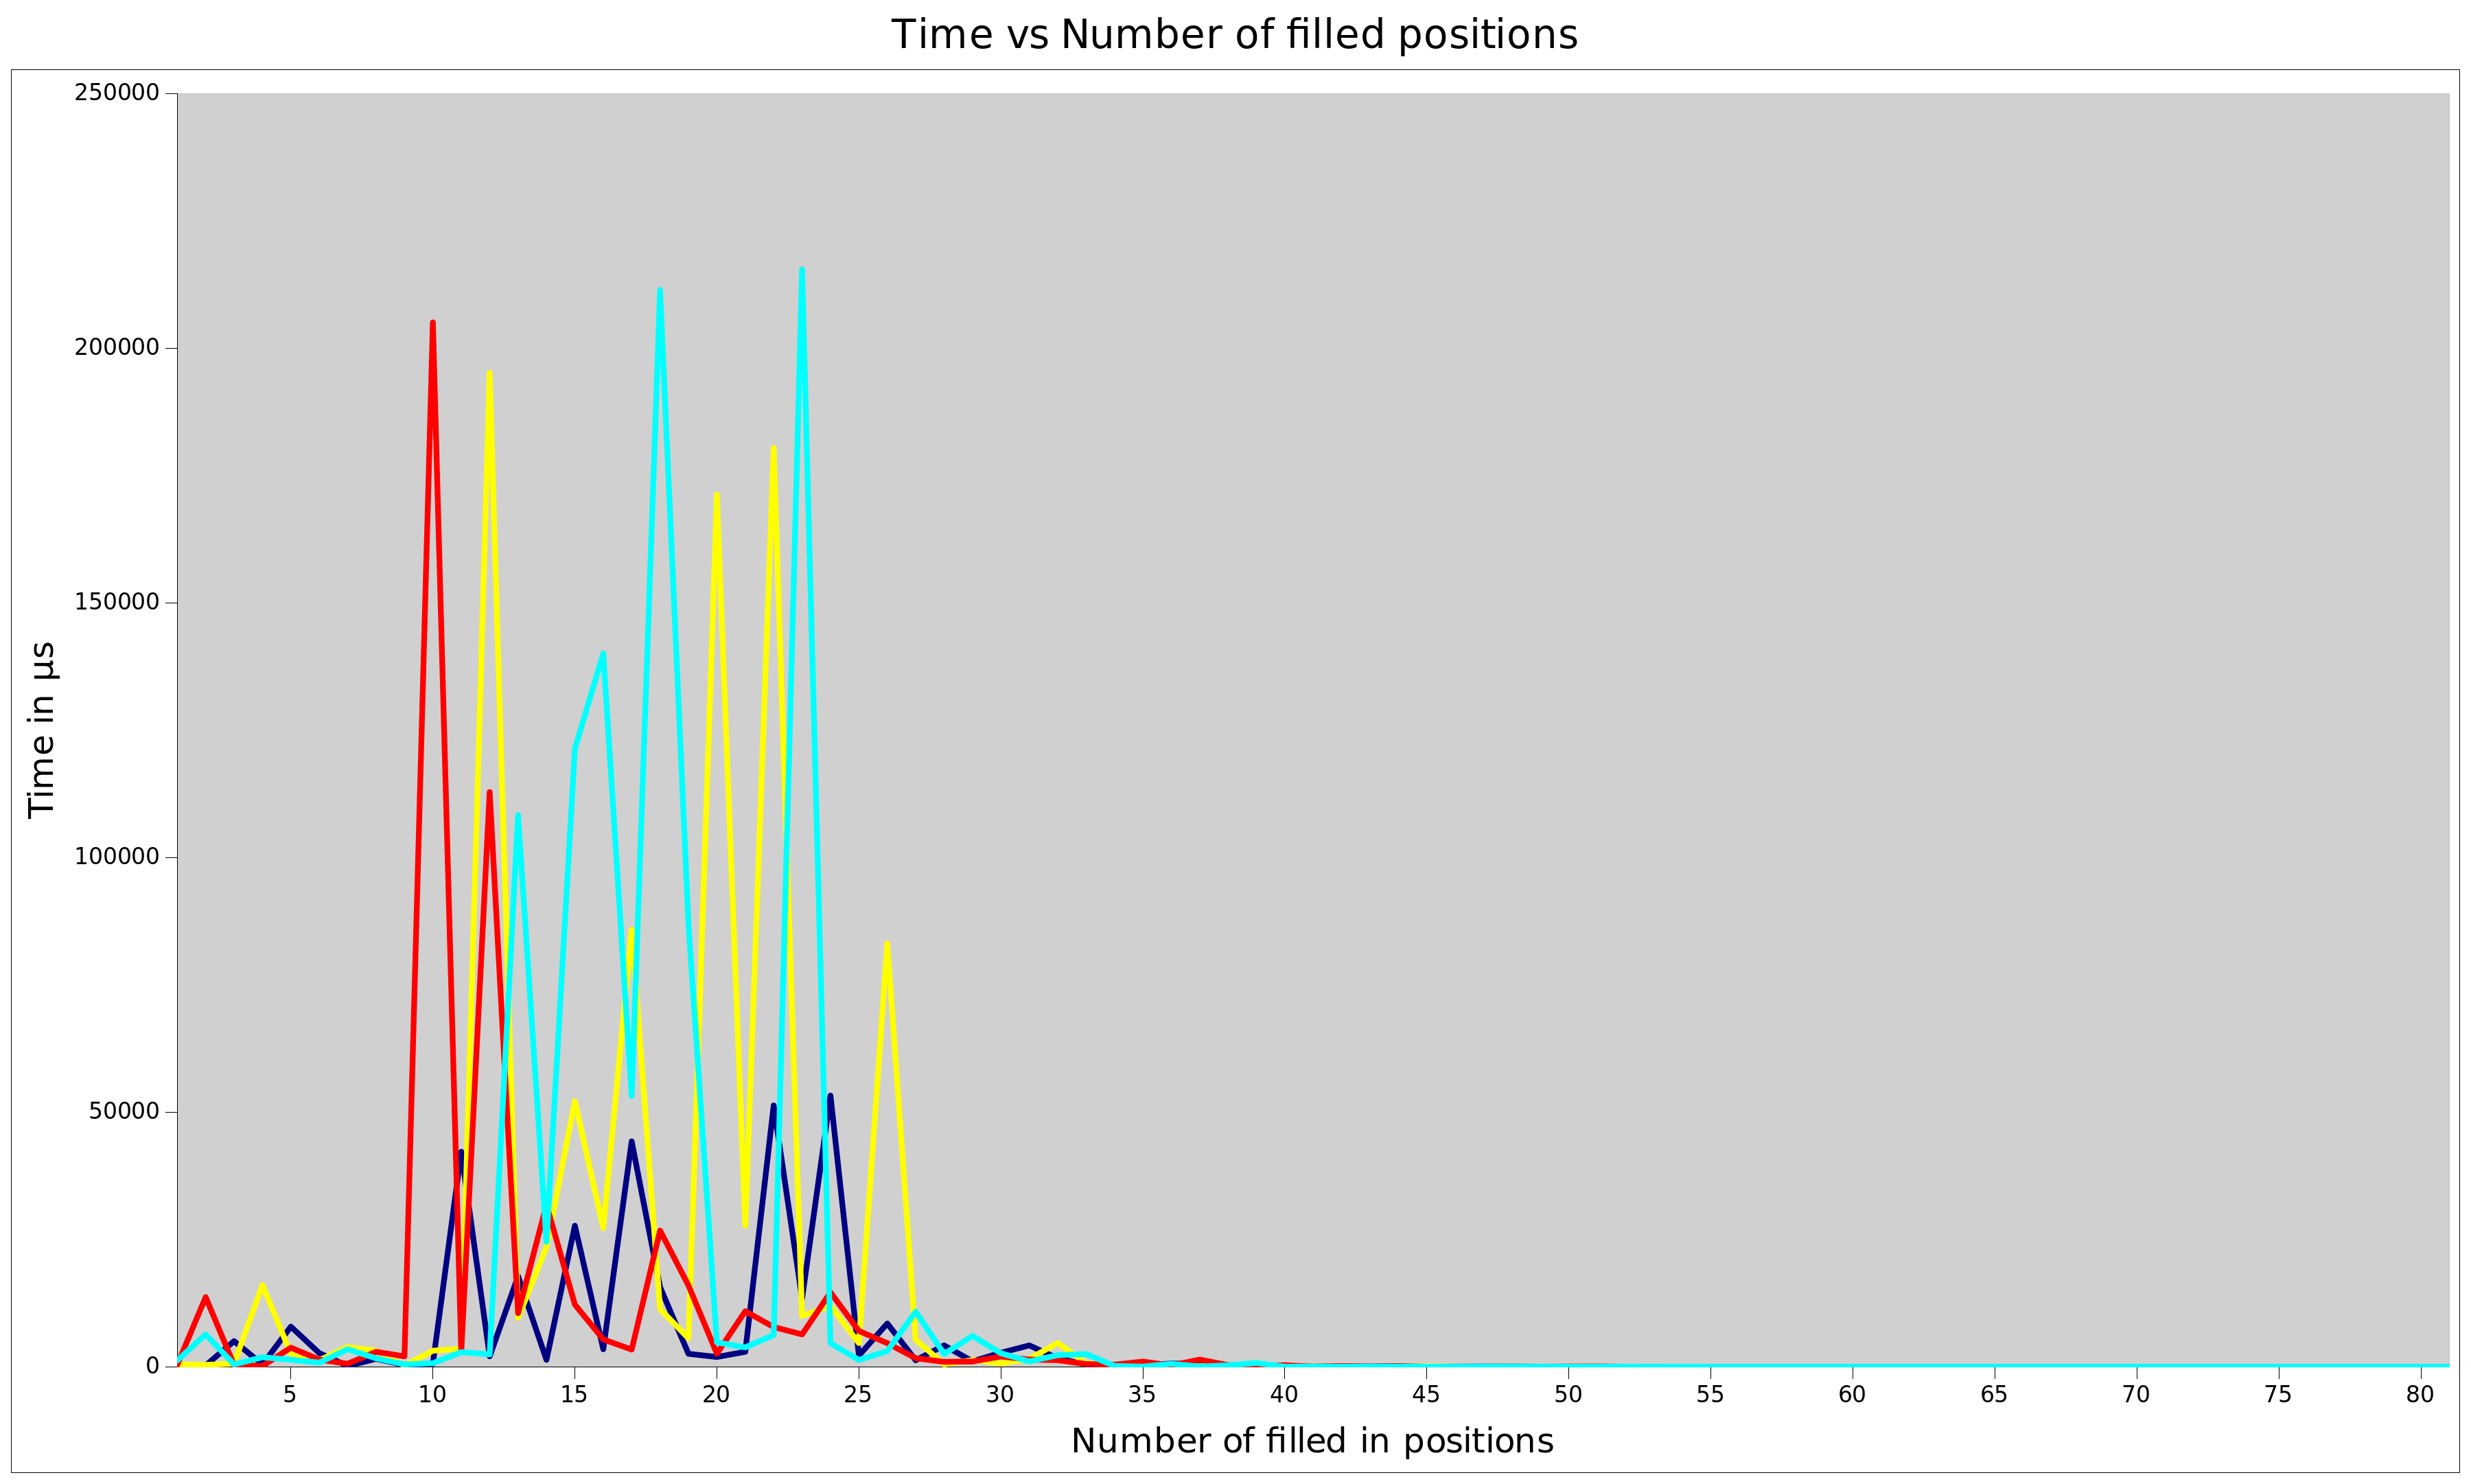 Time vs Number of filled positions
250000
200000
150000
100000
50000
0
Time in µs
5 10 15 20 25 30 35 40 45 50 55 60 65 70 75 80
Number of filled in positions